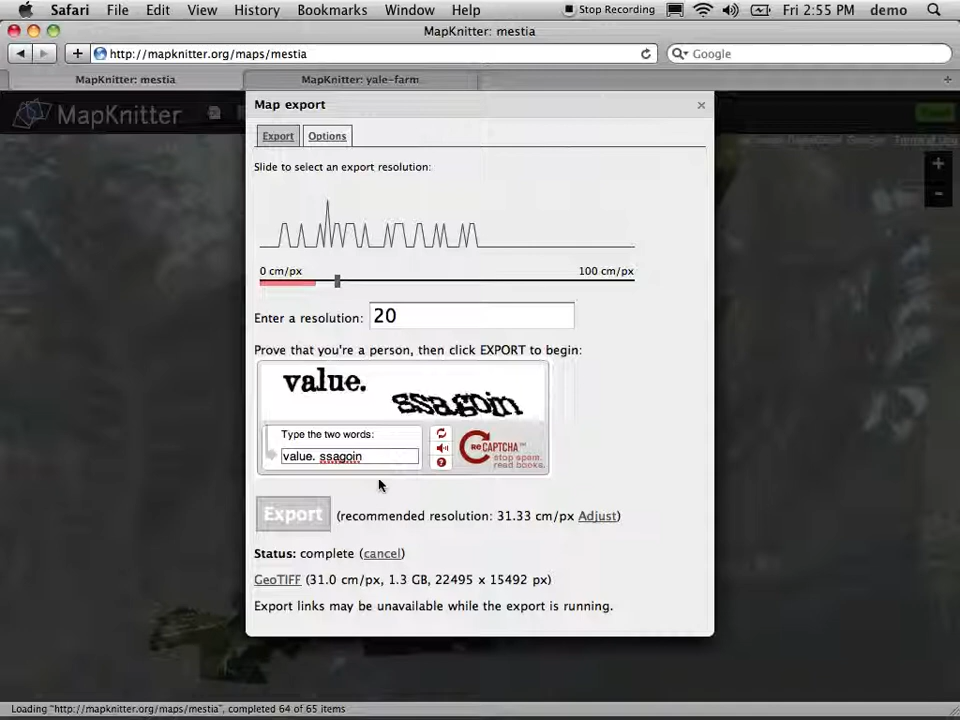 Safari File Edit View History Bookmarks Window Help Stop Recording Fri 2:55 PM demo
MapKnitter: mestia
http://mapknitter.org/maps/mestia
Google
MapKnitter: mestia
MapKnitter: yale-farm
MapKnitter
Map export
Export Options
Slide to select an export resolution:
0 cm/px 100 cm/px
Enter a resolution: 20
Prove that you're a person, then click EXPORT to begin:
value. ssagoin
Type the two words:
value. ssagoin
reCAPTCHA™
stop spam.
read books.
Export (recommended resolution: 31.33 cm/px Adjust)
Status: complete (cancel)
GeoTIFF (31.0 cm/px, 1.3 GB, 22495 x 15492 px)
Export links may be unavailable while the export is running.
Loading "http://mapknitter.org/maps/mestia", completed 64 of 65 items